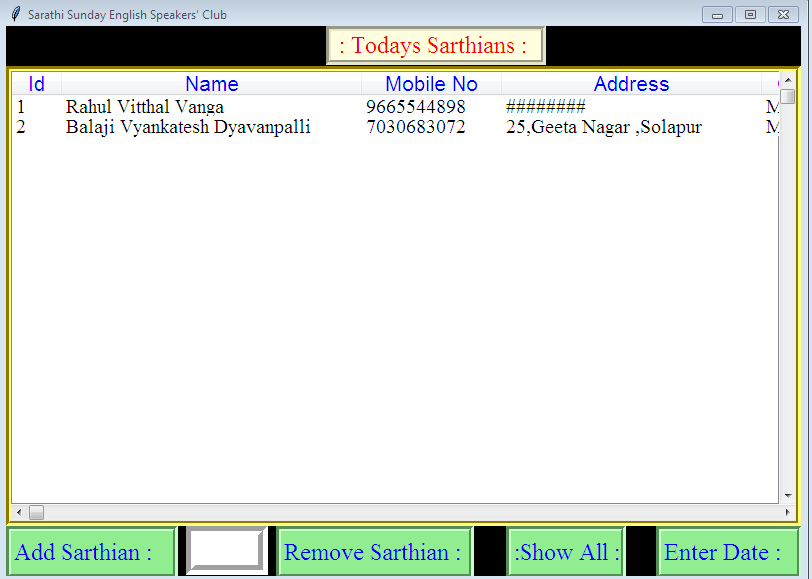 Sarathi Sunday English Speakers' Club
: Todays Sarthians :
Id Name Mobile No Address
1 Rahul Vitthal Vanga 9665544898 ######## M
2 Balaji Vyankatesh Dyavanpalli 7030683072 25,Geeta Nagar ,Solapur M
Add Sarthian : Remove Sarthian : :Show All : Enter Date :